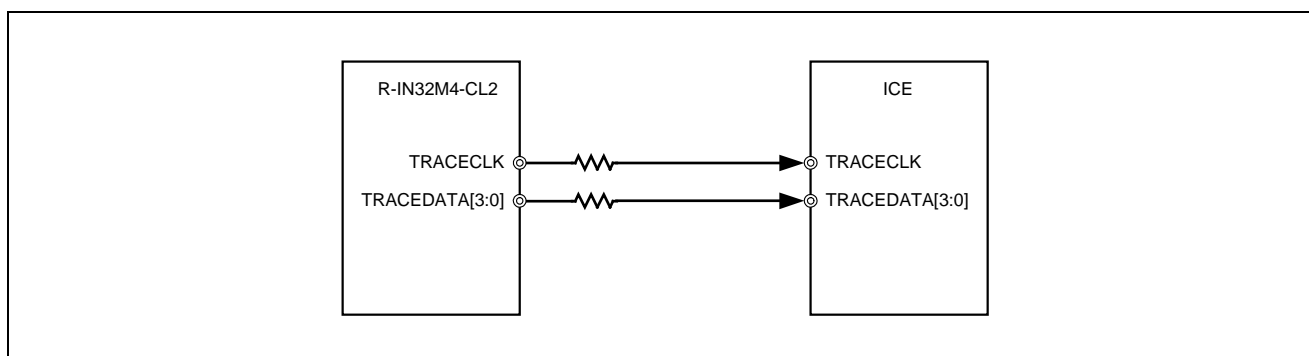 R-IN32M4-CL2
ICE
TRACECLK
TRACECLK
TRACEDATA[3:0]
TRACEDATA[3:0]